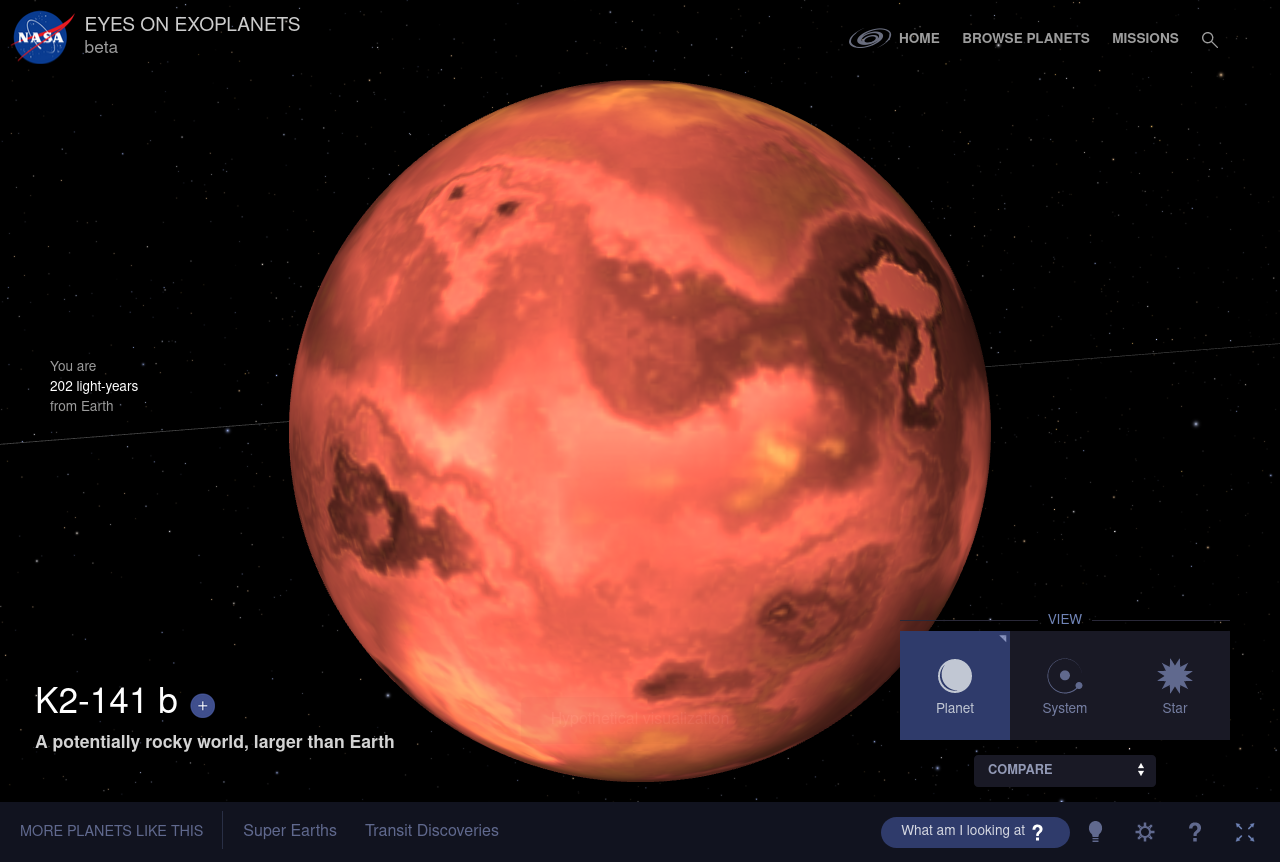 NASA
EYES ON EXOPLANETS
beta
HOME
BROWSE PLANETS
MISSIONS
You are
202 light-years
from Earth
VIEW
Planet
System
Star
K2-141 b +
A potentially rocky world, larger than Earth
COMPARE
MORE PLANETS LIKE THIS
Super Earths
Transit Discoveries
What am I looking at ?
?